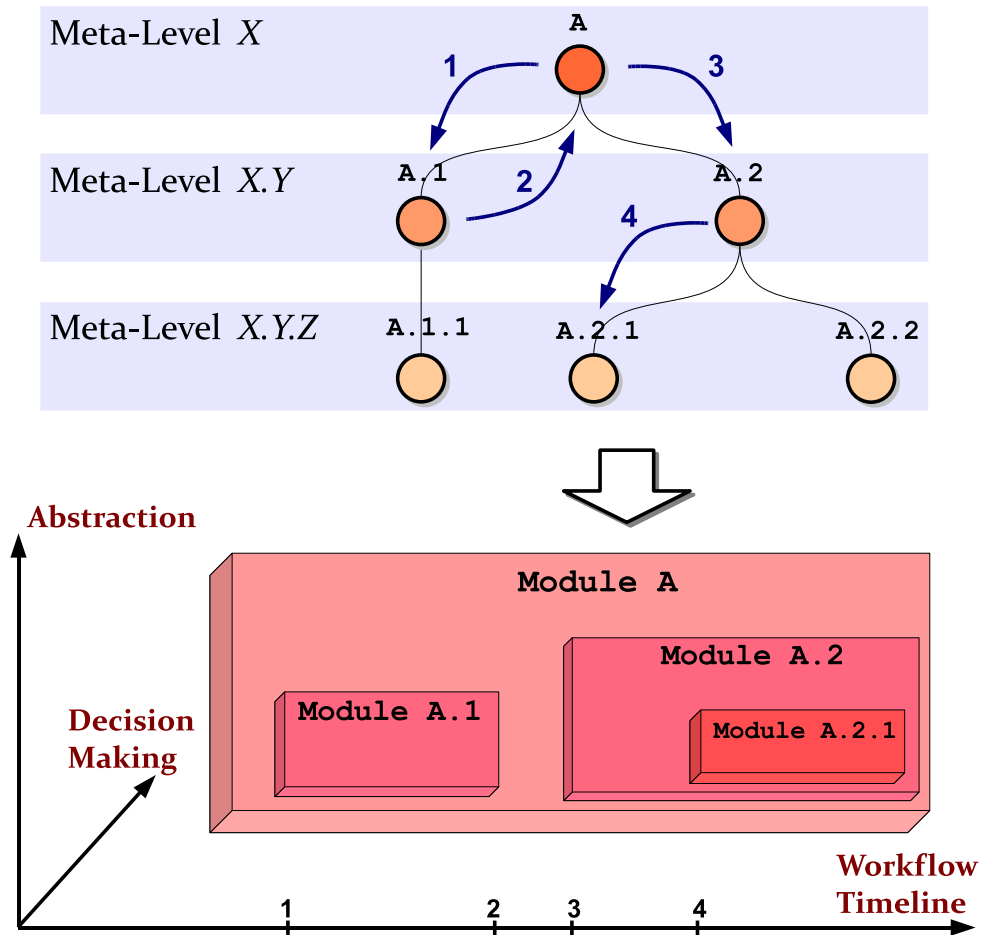 A
Meta-Level X
1
3
Meta-Level X.Y
A.1
2
A.2
4
Meta-Level X.Y.Z
A.1.1
A.2.1
A.2.2
Abstraction
Module A
Module A.2
Module A.1
Module A.2.1
Decision
Making
Workflow
Timeline
1
2
3
4